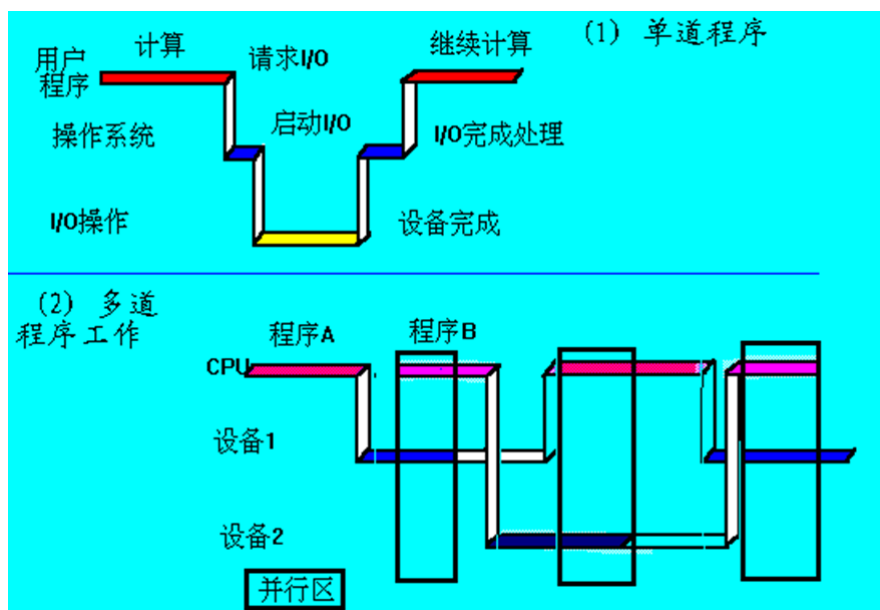 (1) 单道程序
计算
请求I/O
继续计算
用户
程序
操作系统
启动I/O
I/O完成处理
I/O操作
设备完成
(2) 多道
程序工作
程序A
程序B
CPU
设备1
设备2
并行区